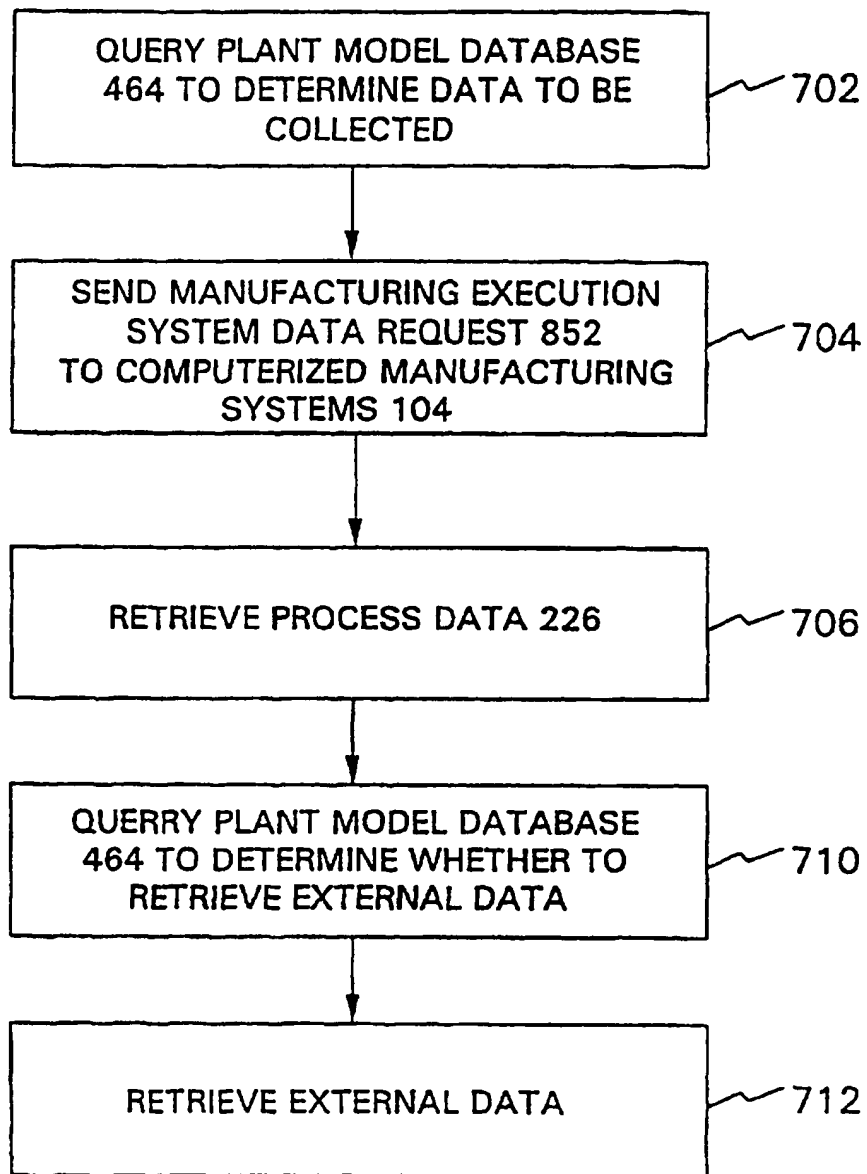 QUERY PLANT MODEL DATABASE
464 TO DETERMINE DATA TO BE
COLLECTED
702
SEND MANUFACTURING EXECUTION
SYSTEM DATA REQUEST 852
TO COMPUTERIZED MANUFACTURING
SYSTEMS 104
704
RETRIEVE PROCESS DATA 226
706
QUERRY PLANT MODEL DATABASE
464 TO DETERMINE WHETHER TO
RETRIEVE EXTERNAL DATA
710
RETRIEVE EXTERNAL DATA
712